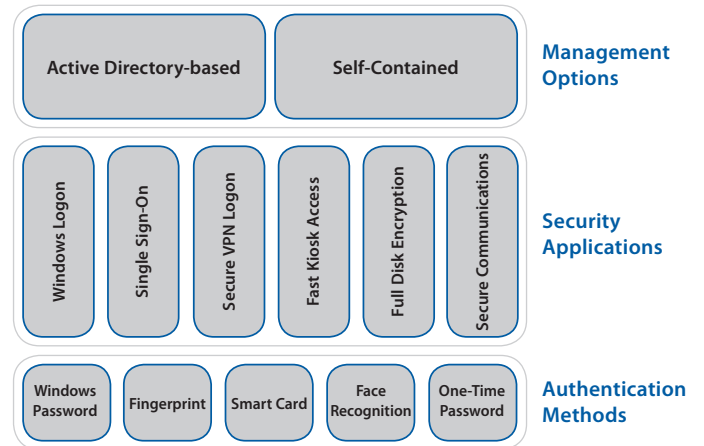 Active Directory-based
Self-Contained
Management
Options
Windows Logon
Single Sign-On
Secure VPN Logon
Fast Kiosk Access
Full Disk Encryption
Secure Communications
Security
Applications
Windows
Password
Fingerprint
Smart Card
Face
Recognition
One-Time
Password
Authentication
Methods